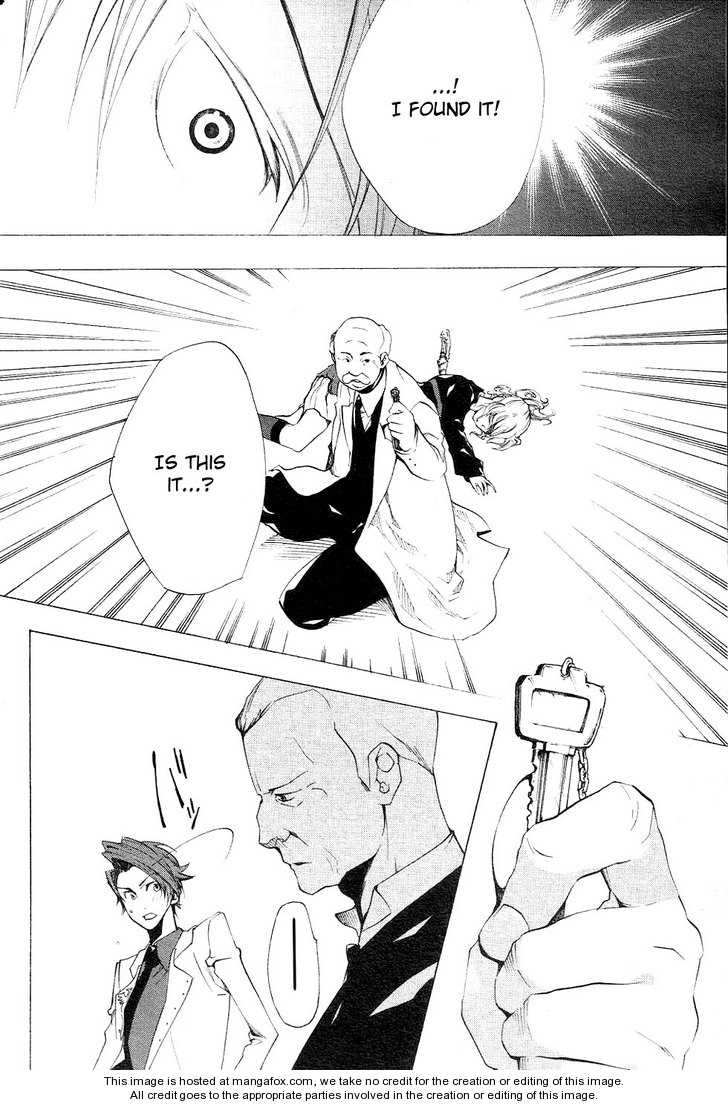 ...!
I FOUND IT!
IS THIS
IT...?
This image is hosted at mangafox.com, we take no credit for the creation or editing of this image.
All credit goes to the appropriate parties involved in the creation or editing of this image.